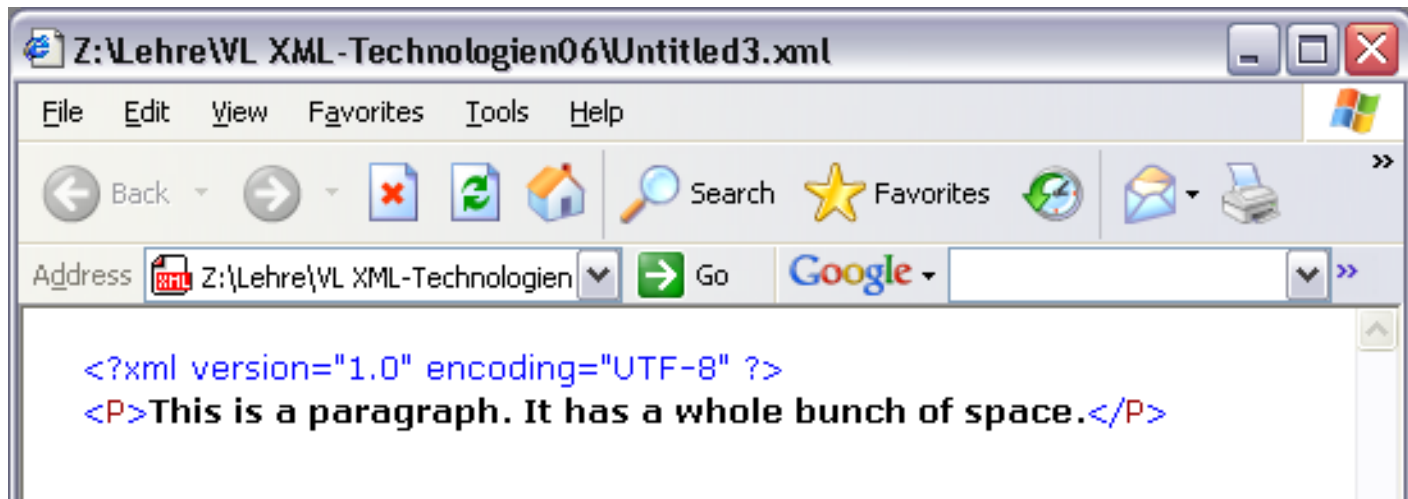 Z:\Lehre\VL XML-Technologien06\Untitled3.xml
File Edit View Favorites Tools Help
Back Search Favorites »
Address XML Z:\Lehre\VL XML-Technologien Go Google »
<?xml version="1.0" encoding="UTF-8" ?>
<P>This is a paragraph. It has a whole bunch of space.</P>